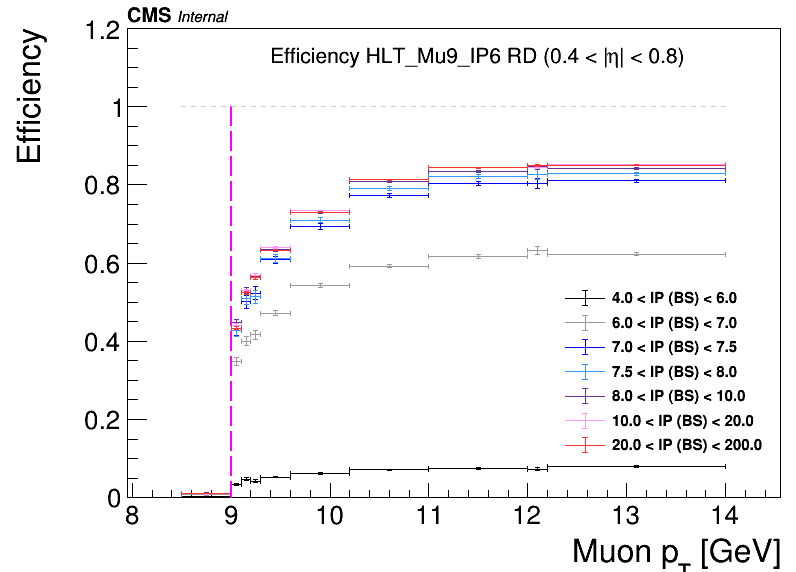 CMS Internal
Efficiency HLT_Mu9_IP6 RD (0.4 < |η| < 0.8)
Efficiency
1.2
1
0.8
0.6
0.4
0.2
0
4.0 < IP (BS) < 6.0
6.0 < IP (BS) < 7.0
7.0 < IP (BS) < 7.5
7.5 < IP (BS) < 8.0
8.0 < IP (BS) < 10.0
10.0 < IP (BS) < 20.0
20.0 < IP (BS) < 200.0
8 9 10 11 12 13 14
Muon p_T [GeV]